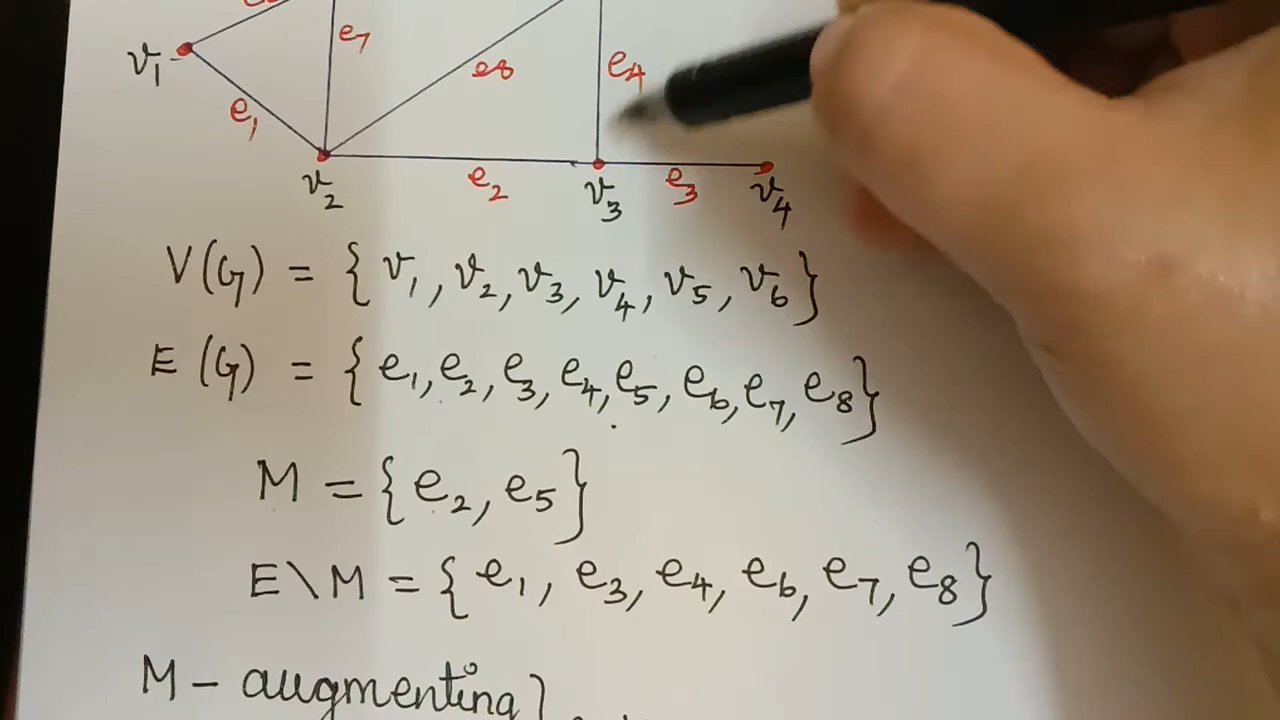 e7
v1
e8
e4
e1
e2
e3
v2
v3
v4
V(G) = {v1, v2, v3, v4, v5, v6}
E(G) = {e1, e2, e3, e4, e5, e6, e7, e8}
M = {e2, e5}
E\M = {e1, e3, e4, e6, e7, e8}
M - augmenting